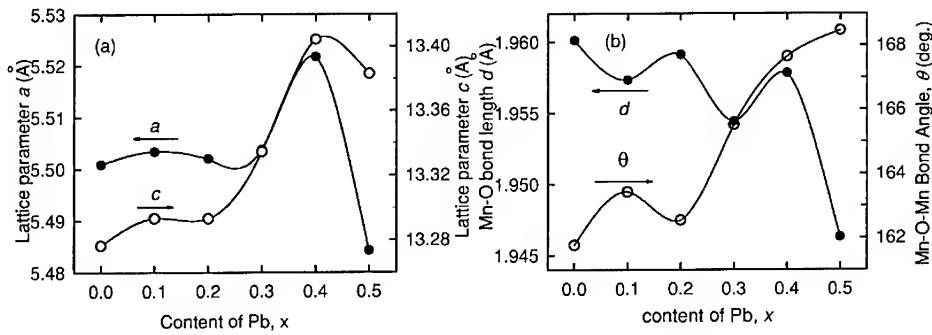 (a)
5.53
5.52
5.51
5.50
5.49
5.48
Lattice parameter a (Å)
a
c
13.40
13.36
13.32
13.28
Lattice parameter c (Å)
0.0 0.1 0.2 0.3 0.4 0.5
Content of Pb, x
(b)
1.960
1.955
1.950
1.945
Mn-O bond length d (Å)
d
θ
168
166
165
163
162
Mn-O-Mn Bond Angle, θ (deg.)
0.0 0.1 0.2 0.3 0.4 0.5
content of Pb, x